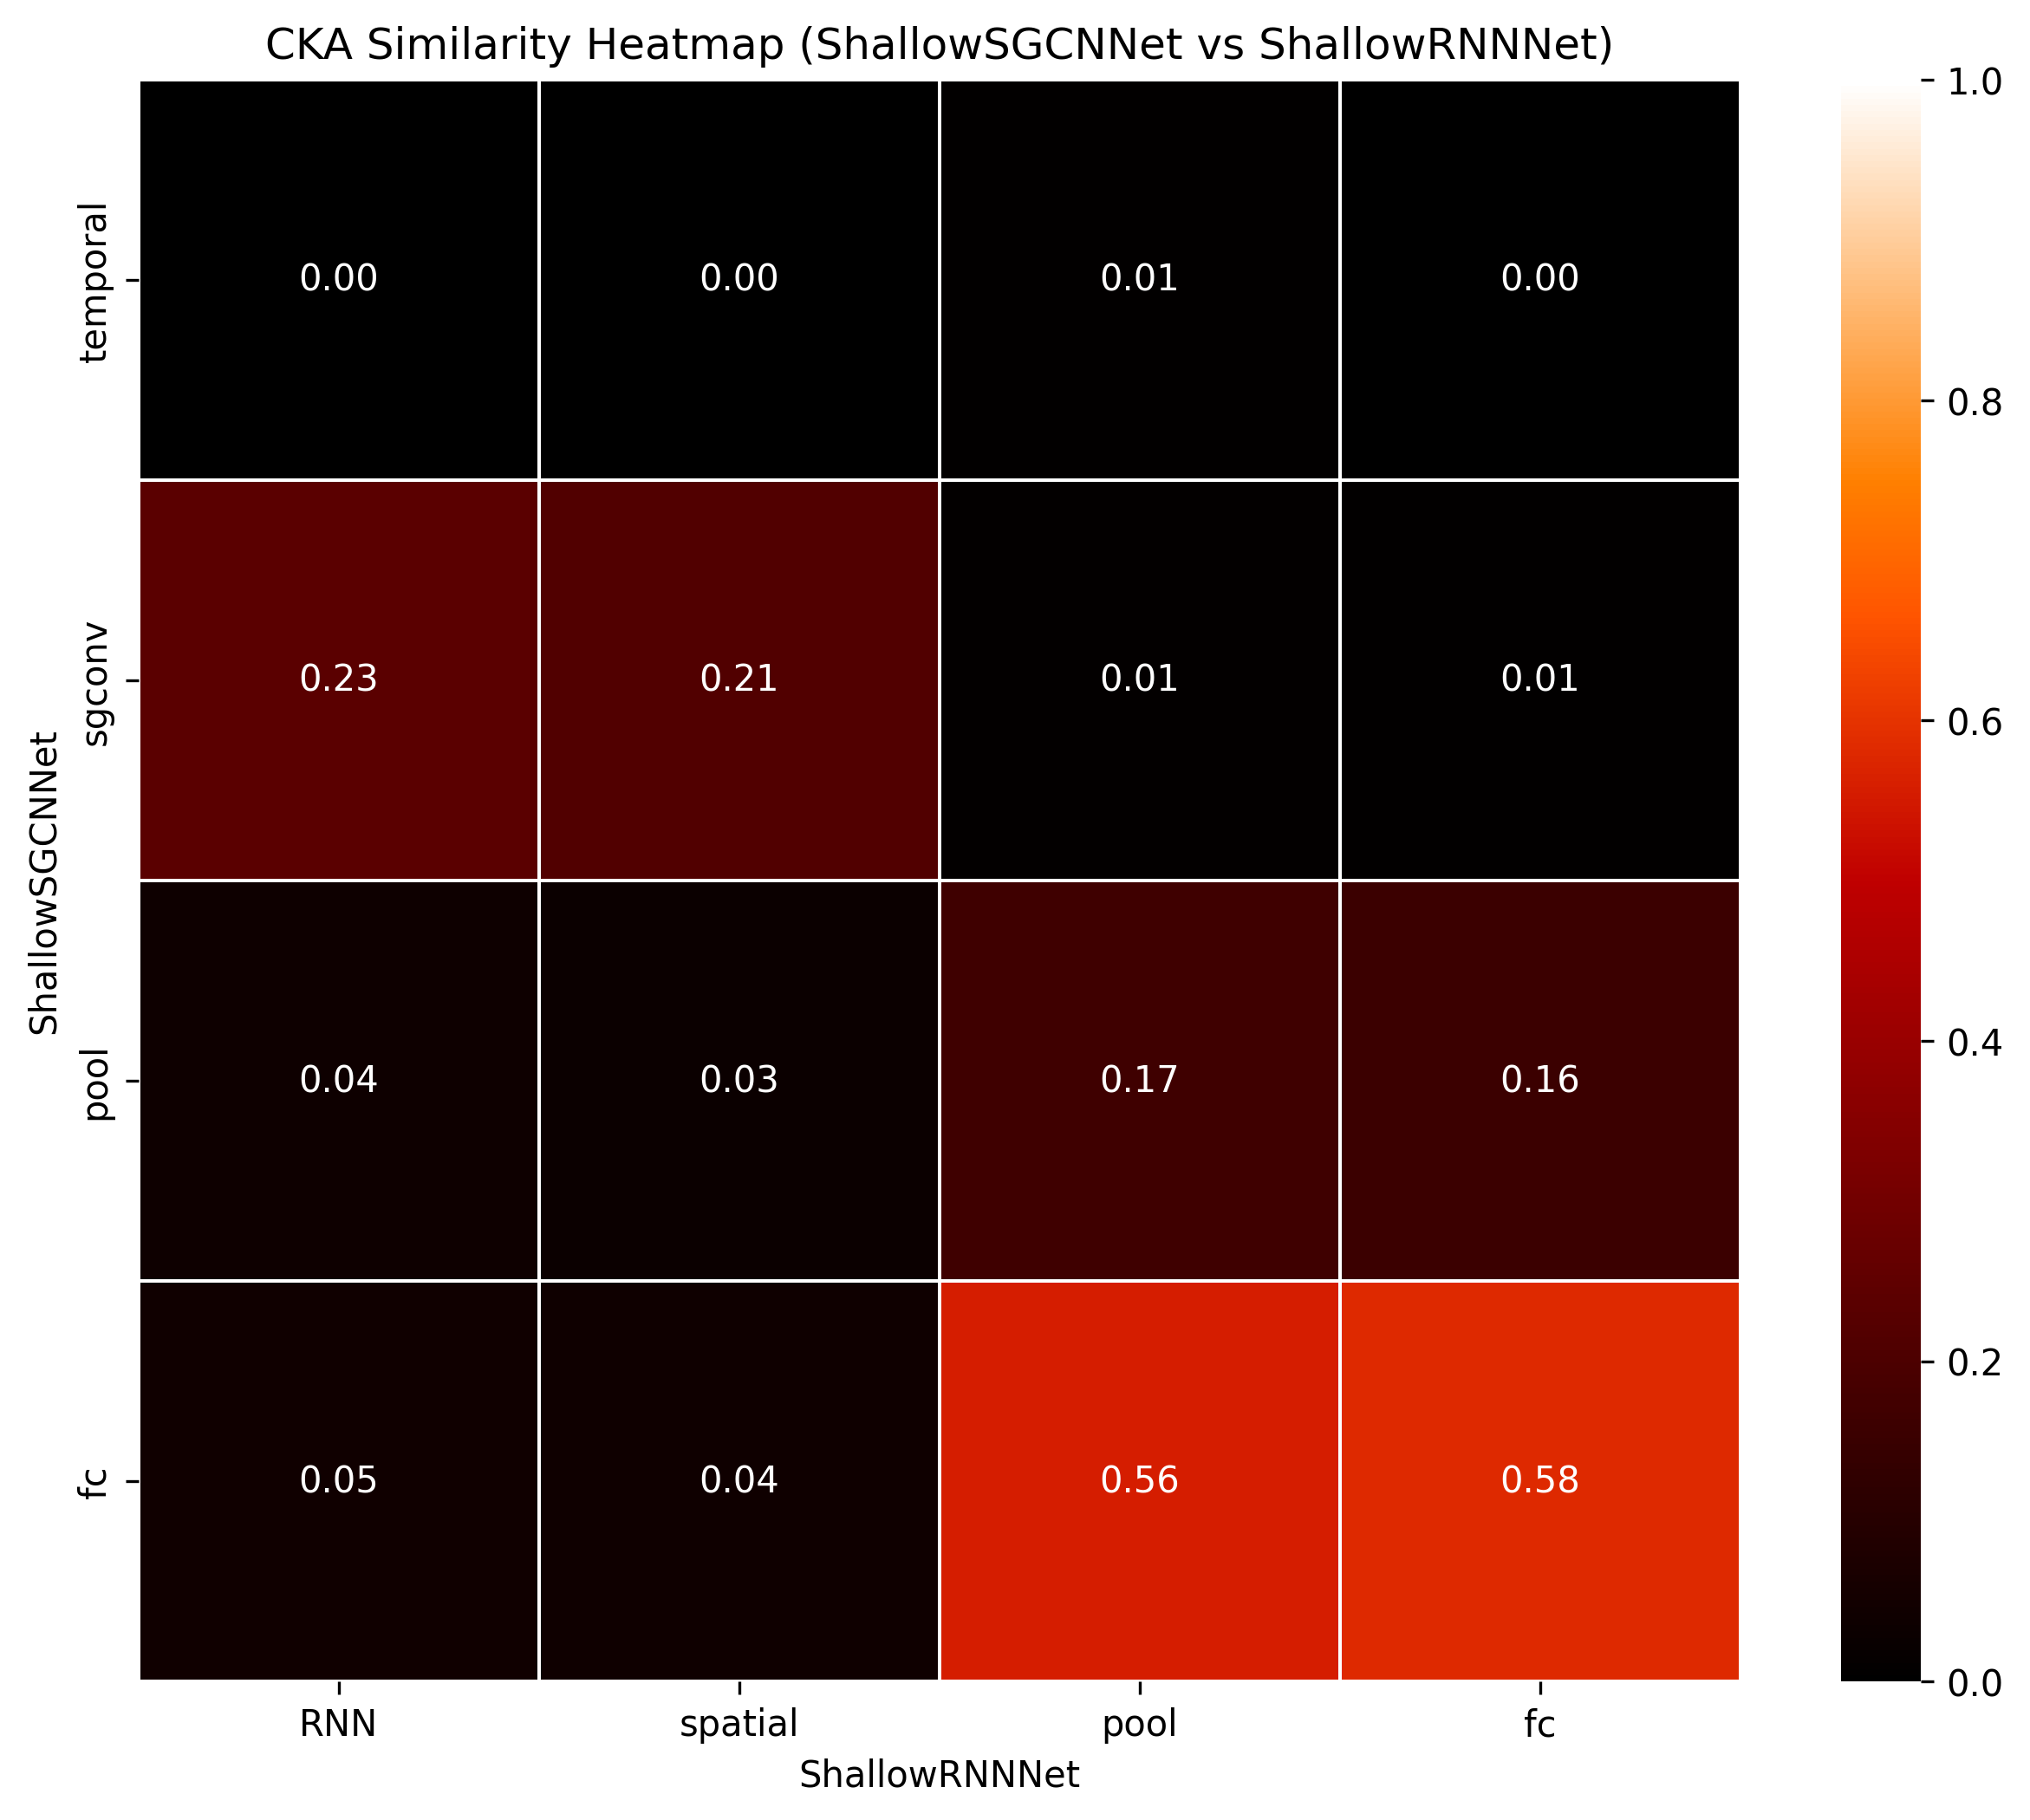 CKA Similarity Heatmap (ShallowSGCNNet vs ShallowRNNNet)
ShallowSGCNNet
temporal
0.00 0.00 0.01 0.00
sgconv
0.23 0.21 0.01 0.01
pool
0.04 0.03 0.17 0.16
fc
0.05 0.04 0.56 0.58
RNN spatial pool fc
ShallowRNNNet
1.0
0.8
0.6
0.4
0.2
0.0